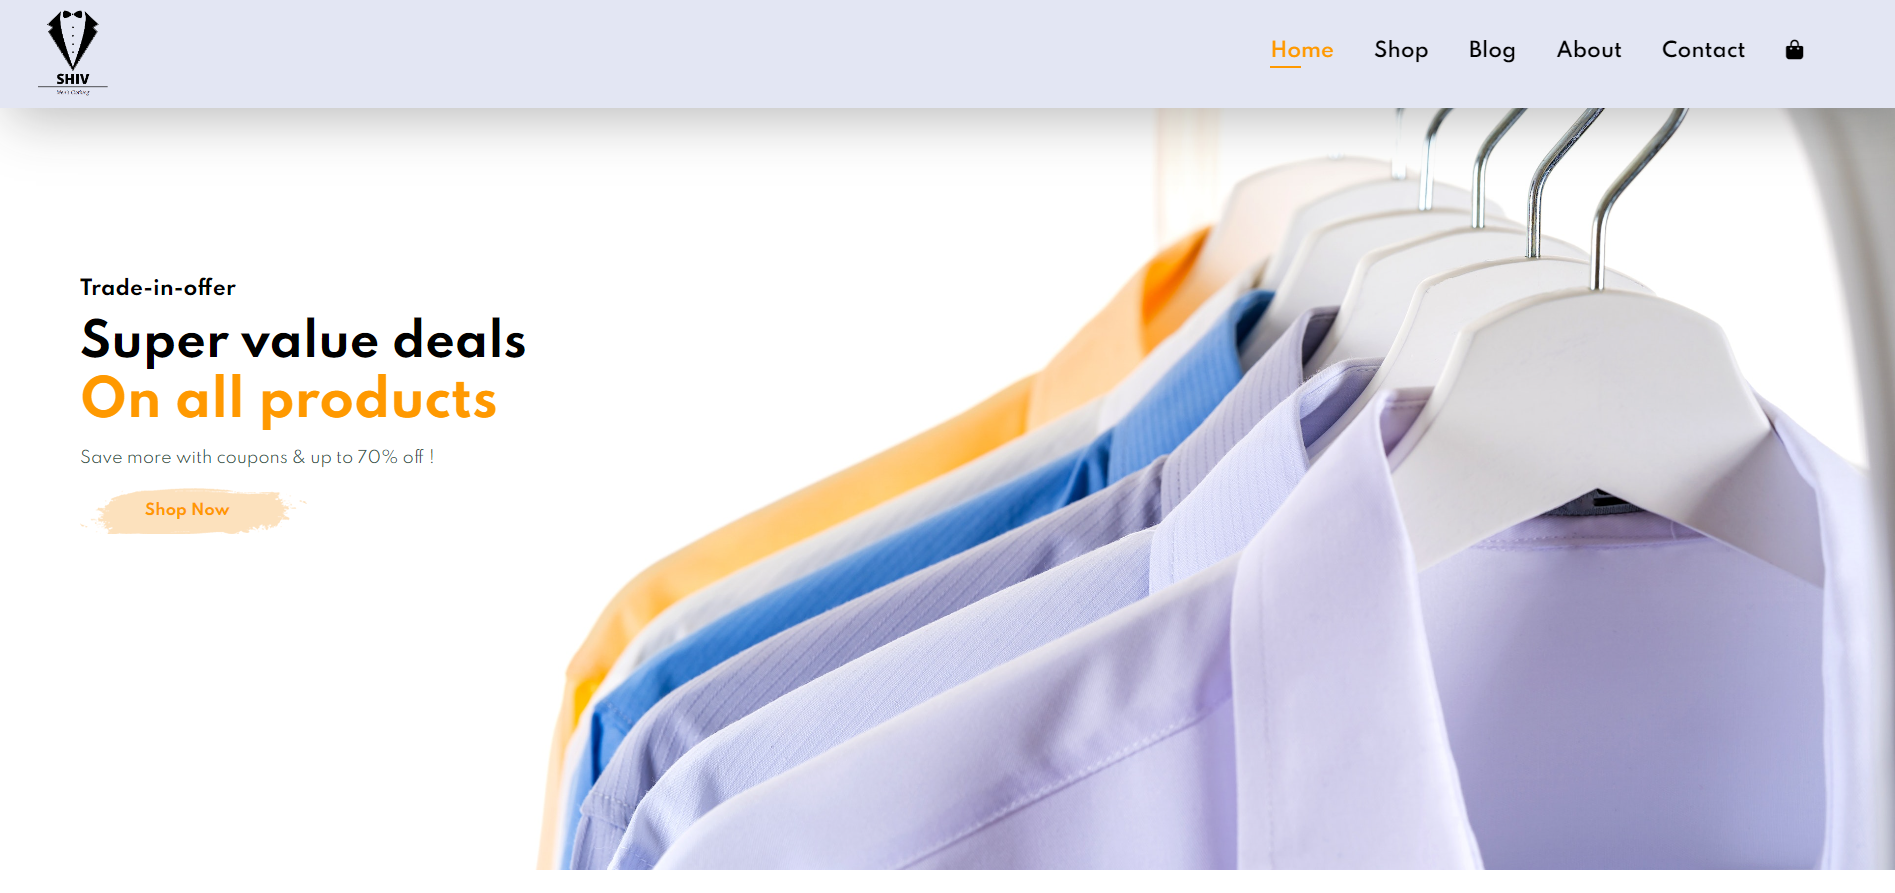 SHIV
Home
Shop
Blog
About
Contact
Trade-in-offer
Super value deals
On all products
Save more with coupons & up to 70% off !
Shop Now